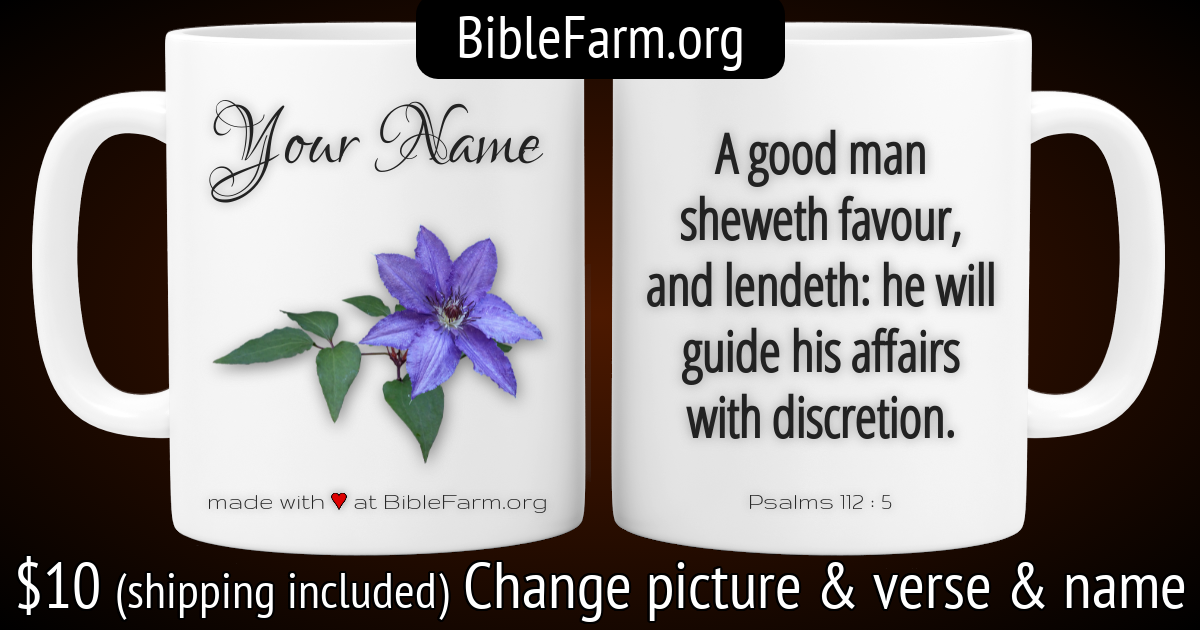 BibleFarm.org
Your Name
made with ♥ at BibleFarm.org
A good man
sheweth favour,
and lendeth: he will
guide his affairs
with discretion.
Psalms 112 : 5
$10 (shipping included) Change picture & verse & name